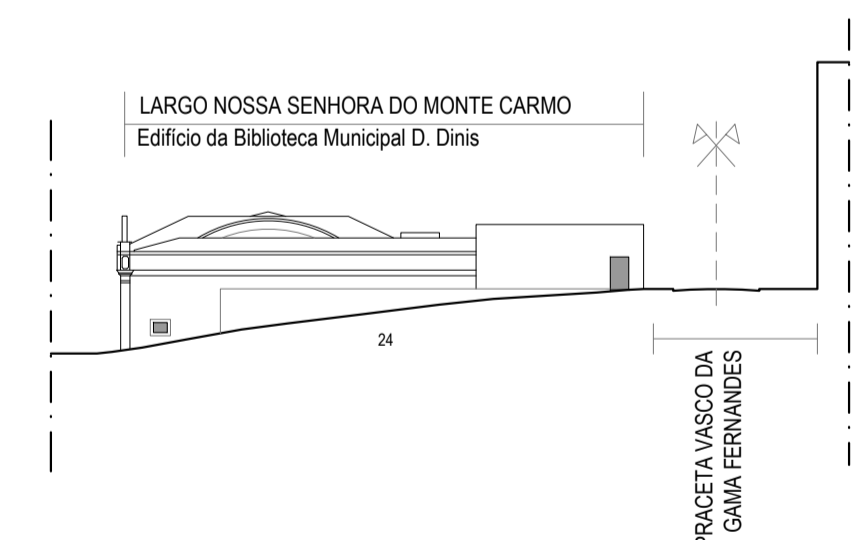 LARGO NOSSA SENHORA DO MONTE CARMO
Edifício da Biblioteca Municipal D. Dinis
24
PRACETA VASCO DA
GAMA FERNANDES